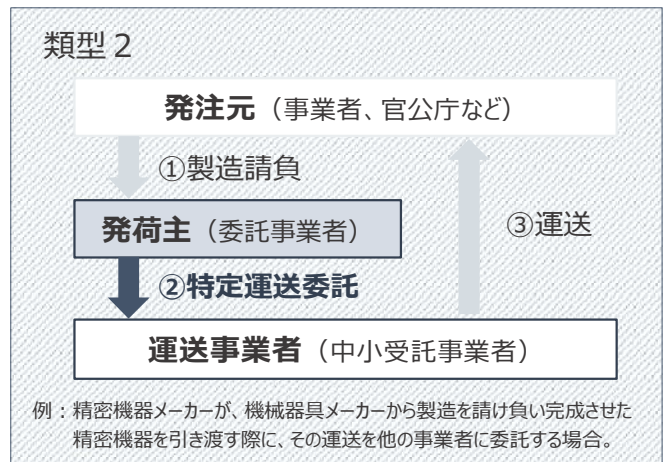 類型２
発注元（事業者、官公庁など）
①製造請負
発荷主（委託事業者）
③運送
②特定運送委託
運送事業者（中小受託事業者）
例：精密機器メーカーが、機械器具メーカーから製造を請け負い完成させた
精密機器を引き渡す際に、その運送を他の事業者に委託する場合。